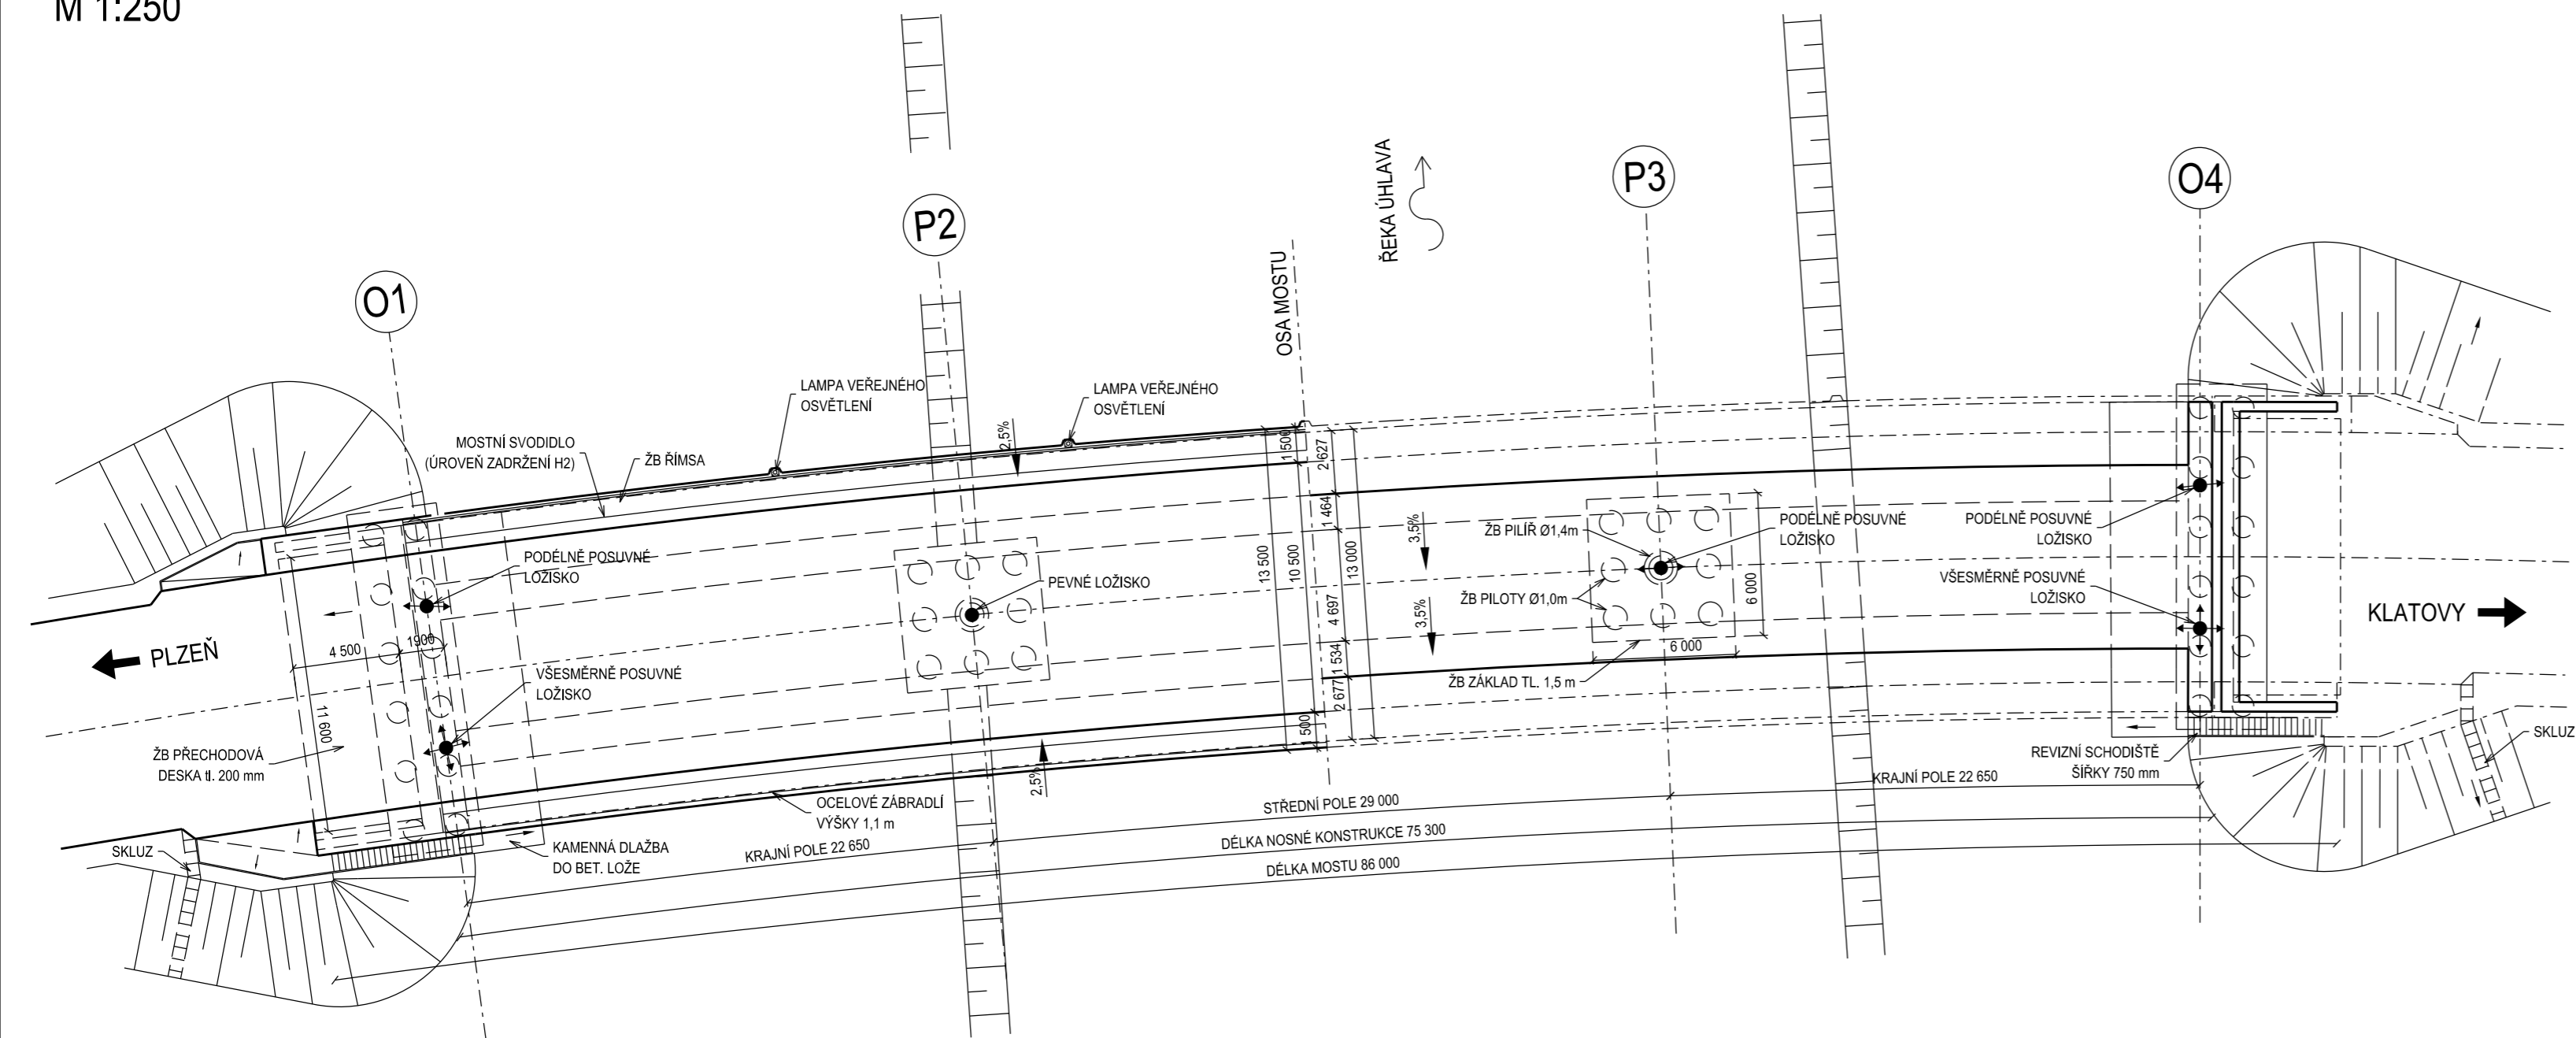 M 1:250
O1
P2
P3
O4
OSA MOSTU
ŘEKA ÚHLAVA
LAMPA VEŘEJNÉHO
OSVĚTLENÍ
LAMPA VEŘEJNÉHO
OSVĚTLENÍ
MOSTNÍ SVODIDLO
(ÚROVEŇ ZADRŽENÍ H2)
ŽB ŘÍMSA
2,5%
1 500
2 627
1 464
13 500
10 500
13 000
4 697
1 534
2 677
1 500
3,5%
3,5%
2,5%
PODÉLNĚ POSUVNÉ
LOŽISKO
PEVNÉ LOŽISKO
ŽB PILÍŘ Ø1,4m
PODÉLNĚ POSUVNÉ
LOŽISKO
PODÉLNĚ POSUVNÉ
LOŽISKO
ŽB PILOTY Ø1,0m
6 000
6 000
VŠESMĚRNĚ POSUVNÉ
LOŽISKO
KLATOVY
PLZEŇ
4 500
1900
11 600
VŠESMĚRNĚ POSUVNÉ
LOŽISKO
ŽB ZÁKLAD TL. 1,5 m
ŽB PŘECHODOVÁ
DESKA tl. 200 mm
REVIZNÍ SCHODIŠTĚ
ŠÍŘKY 750 mm
SKLUZ
SKLUZ
OCELOVÉ ZÁBRADLÍ
VÝŠKY 1,1 m
KAMENNÁ DLAŽBA
DO BET. LOŽE
KRAJNÍ POLE 22 650
STŘEDNÍ POLE 29 000
KRAJNÍ POLE 22 650
DÉLKA NOSNÉ KONSTRUKCE 75 300
DÉLKA MOSTU 86 000